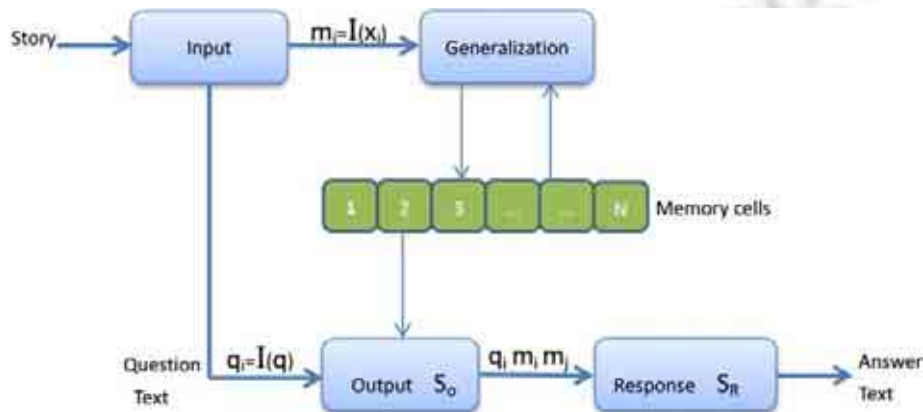 Story
Input
mᵢ=I(xᵢ)
Generalization
1 2 3 ... ... N
Memory cells
Question
Text
qᵢ=I(q)
Output Sₒ
qᵢ mᵢ mⱼ
Response S_R
Answer
Text